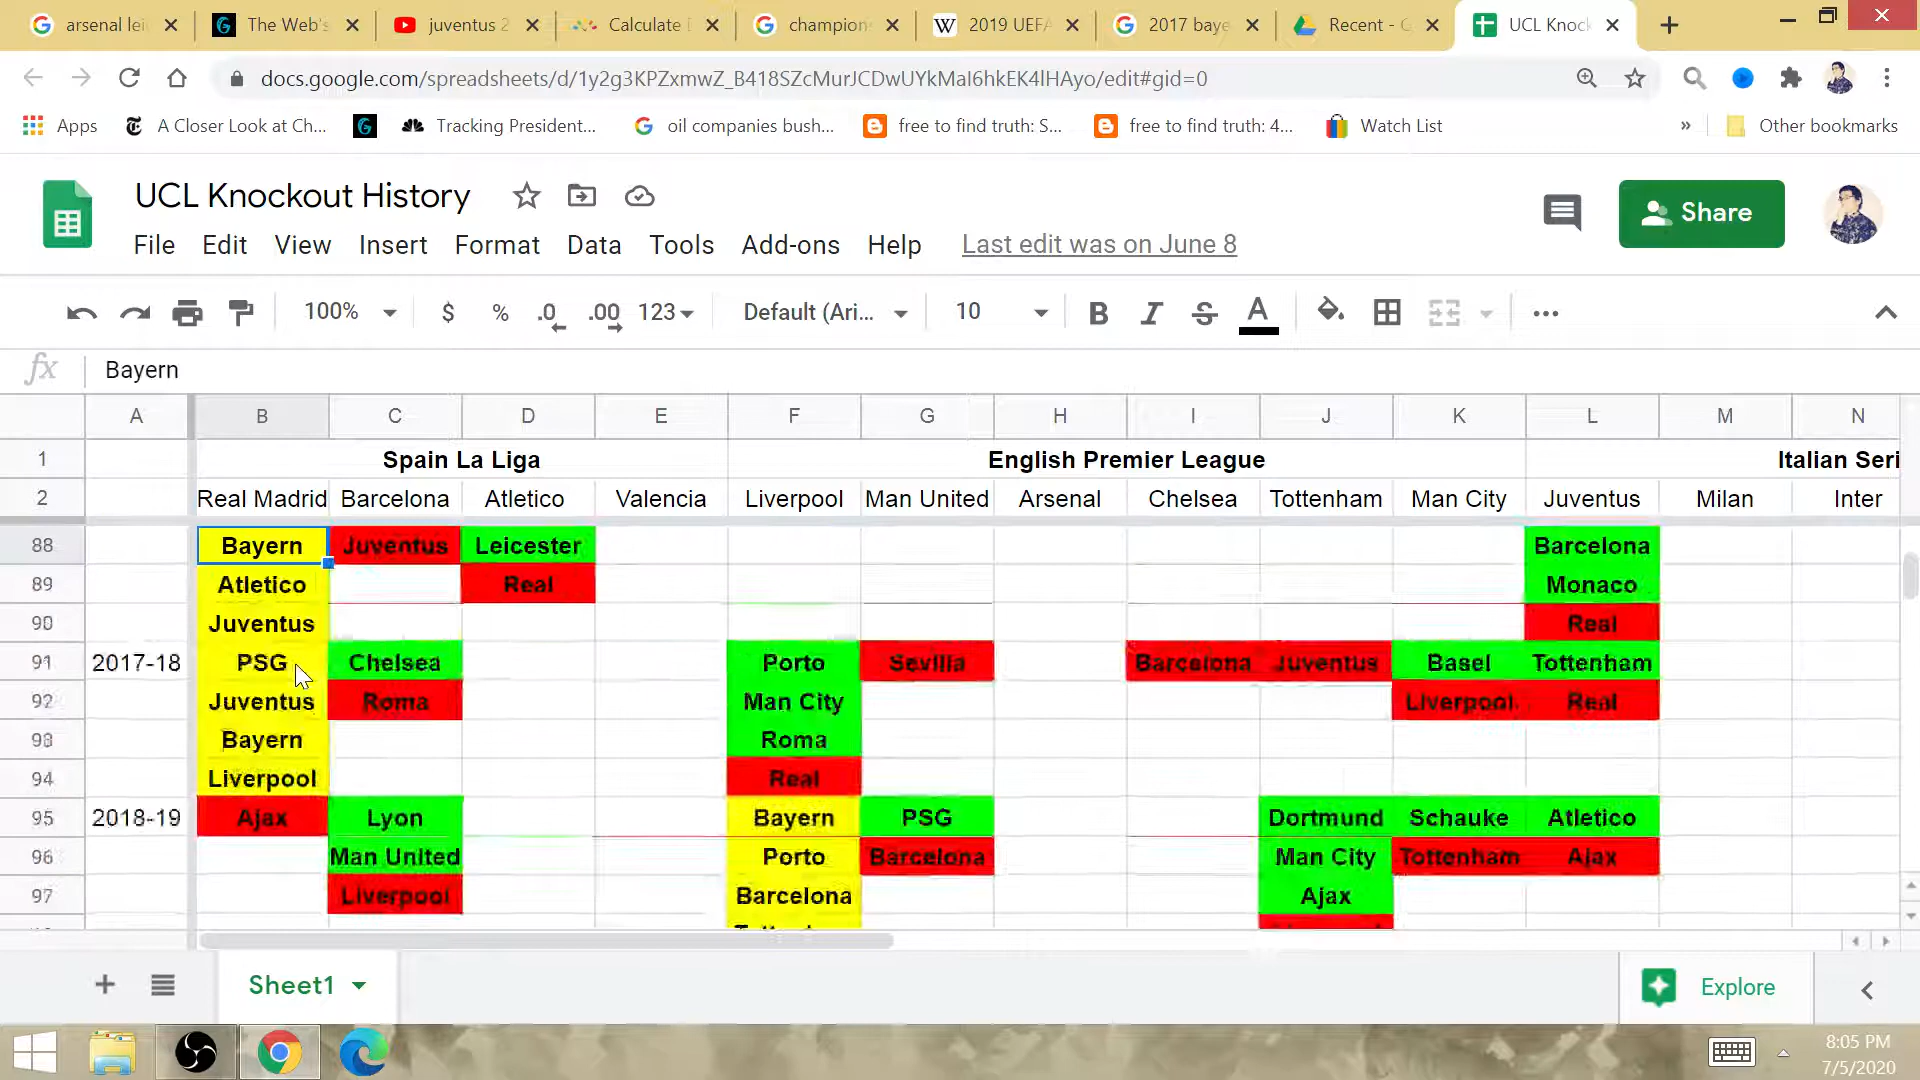 arsenal lei
The Web's
juventus 2
Calculate
champion
2019 UEFA
2017 baye
Recent - G
UCL Knock
docs.google.com/spreadsheets/d/1y2g3KPZxmwZ_B418SZcMurJCDwUYkMaI6hkEK4lHAyo/edit#gid=0
Apps
A Closer Look at Ch...
Tracking President...
oil companies bush...
free to find truth: S...
free to find truth: 4...
Watch List
»
Other bookmarks
UCL Knockout History
Share
File Edit View Insert Format Data Tools Add-ons Help Last edit was on June 8
100% $ % .0 .00 123 Default (Ari... 10 B I S A
fx Bayern
A B C D E F G H I J K L M N
1 Spain La Liga English Premier League Italian Seri
2 Real Madrid Barcelona Atletico Valencia Liverpool Man United Arsenal Chelsea Tottenham Man City Juventus Milan Inter
88 Bayern Juventus Leicester Barcelona
89 Atletico Real Monaco
90 Juventus Real
91 2017-18 PSG Chelsea Porto Sevilla Barcelona Juventus Basel Tottenham
92 Juventus Roma Man City Liverpool Real
93 Bayern Roma
94 Liverpool Real
95 2018-19 Ajax Lyon Bayern PSG Dortmund Schauke Atletico
96 Man United Porto Barcelona Man City Tottenham Ajax
97 Liverpool Barcelona Ajax
Sheet1
Explore
8:05 PM
7/5/2020